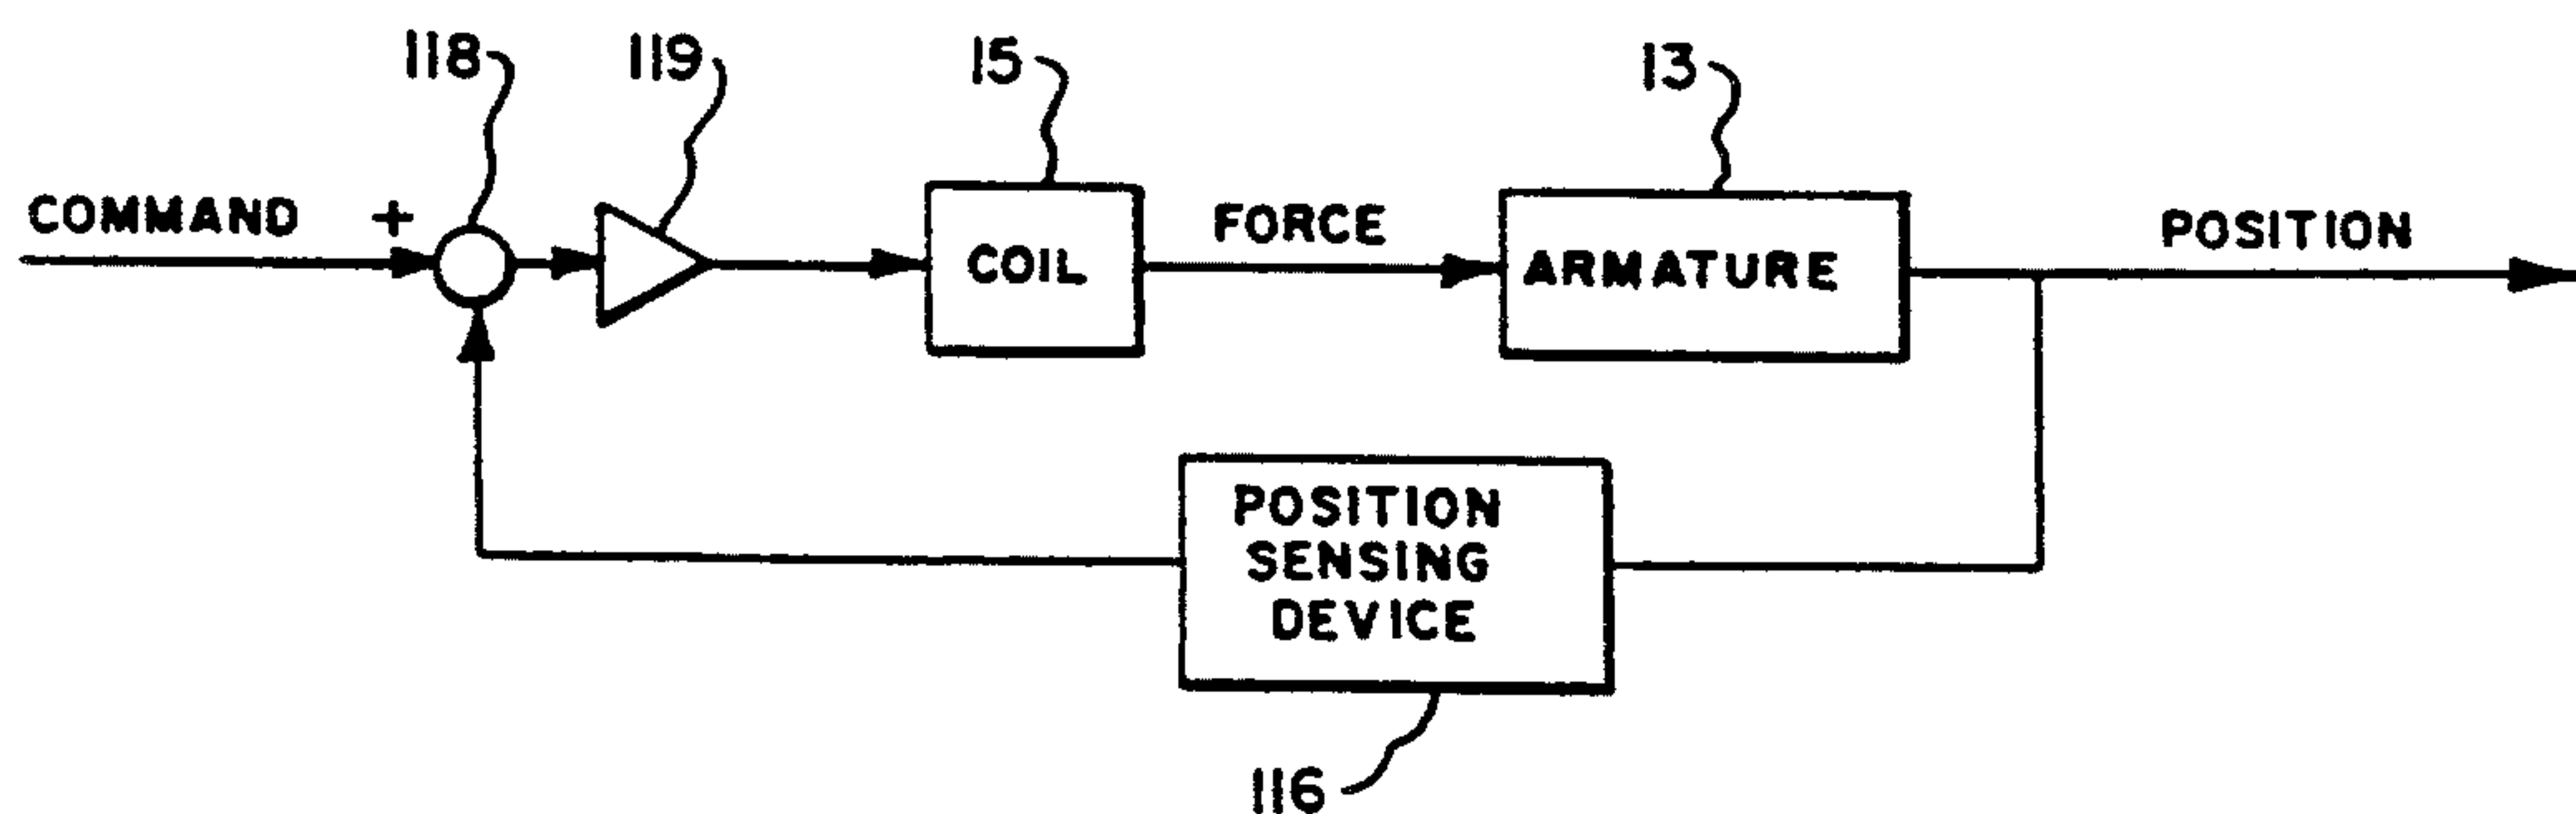 118
119
15
13
COMMAND +
FORCE
POSITION
COIL
ARMATURE
POSITION
SENSING
DEVICE
116